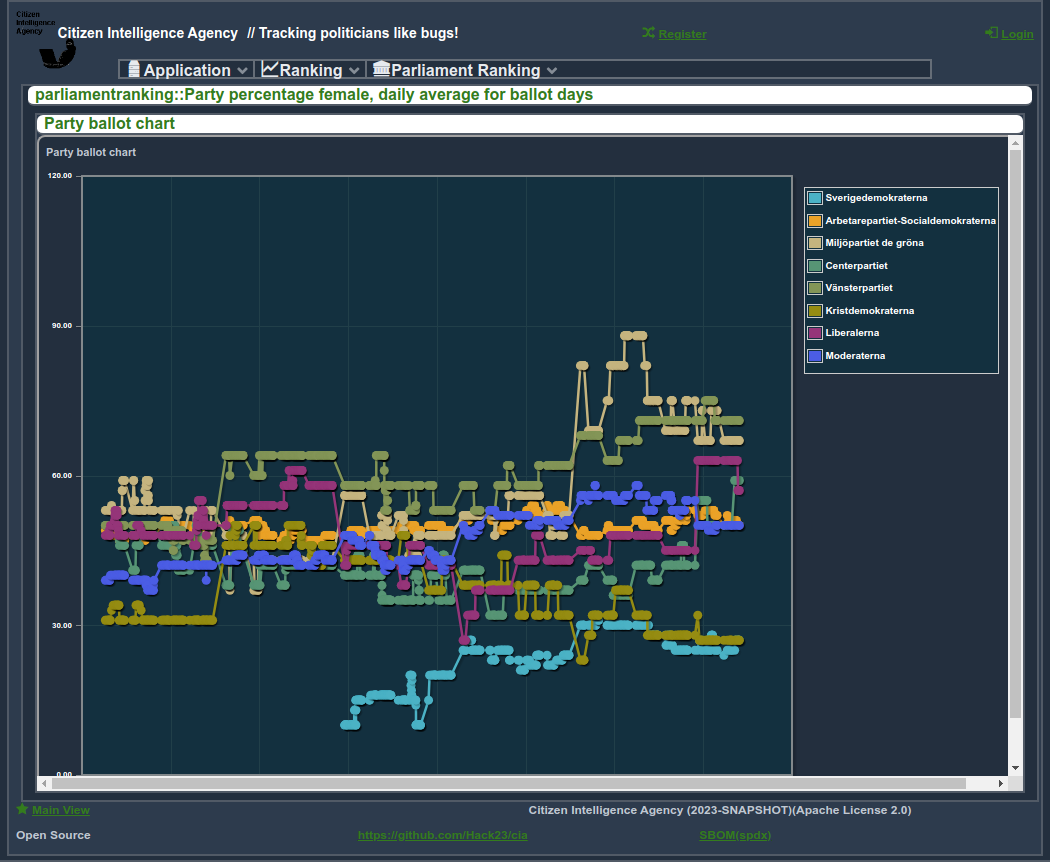 Citizen
Intelligence
Agency
Citizen Intelligence Agency // Tracking politicians like bugs!
Register
Login
Application
Ranking
Parliament Ranking
parliamentranking::Party percentage female, daily average for ballot days
Party ballot chart
Party ballot chart
120.00
90.00
60.00
30.00
0.00
Sverigedemokraterna
Arbetarepartiet-Socialdemokraterna
Miljöpartiet de gröna
Centerpartiet
Vänsterpartiet
Kristdemokraterna
Liberalerna
Moderaterna
Main View
Citizen Intelligence Agency (2023-SNAPSHOT)(Apache License 2.0)
Open Source
https://github.com/Hack23/cia
SBOM(spdx)